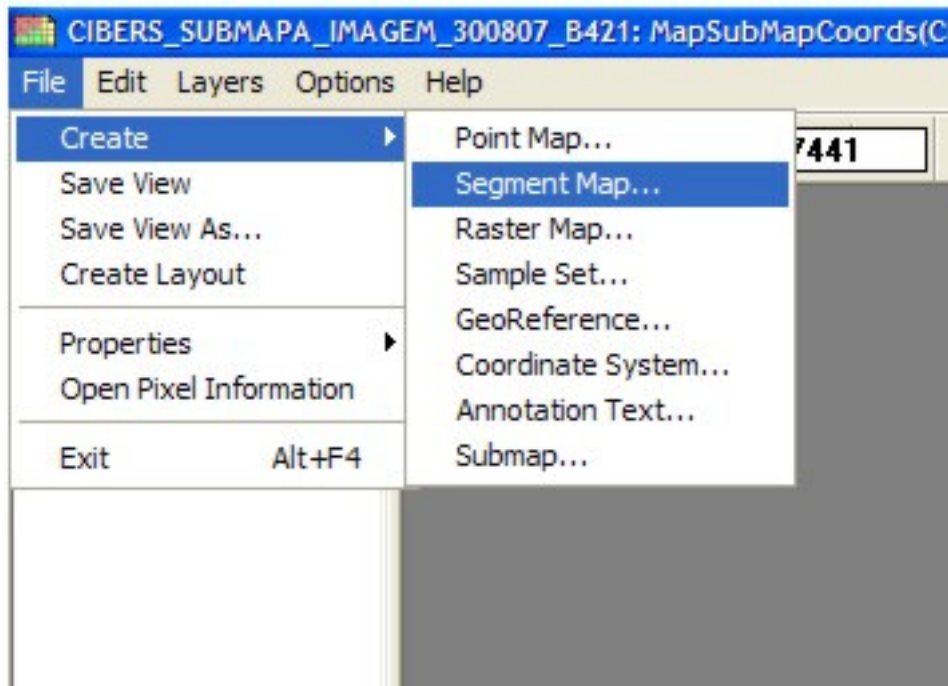 CIBERS_SUBMAPA_IMAGEM_300807_B421: MapSubMapCoords(C
File Edit Layers Options Help
Create
Save View
Save View As...
Create Layout
Properties
Open Pixel Information
Exit Alt+F4
Point Map...
Segment Map...
Raster Map...
Sample Set...
GeoReference...
Coordinate System...
Annotation Text...
Submap...
7441